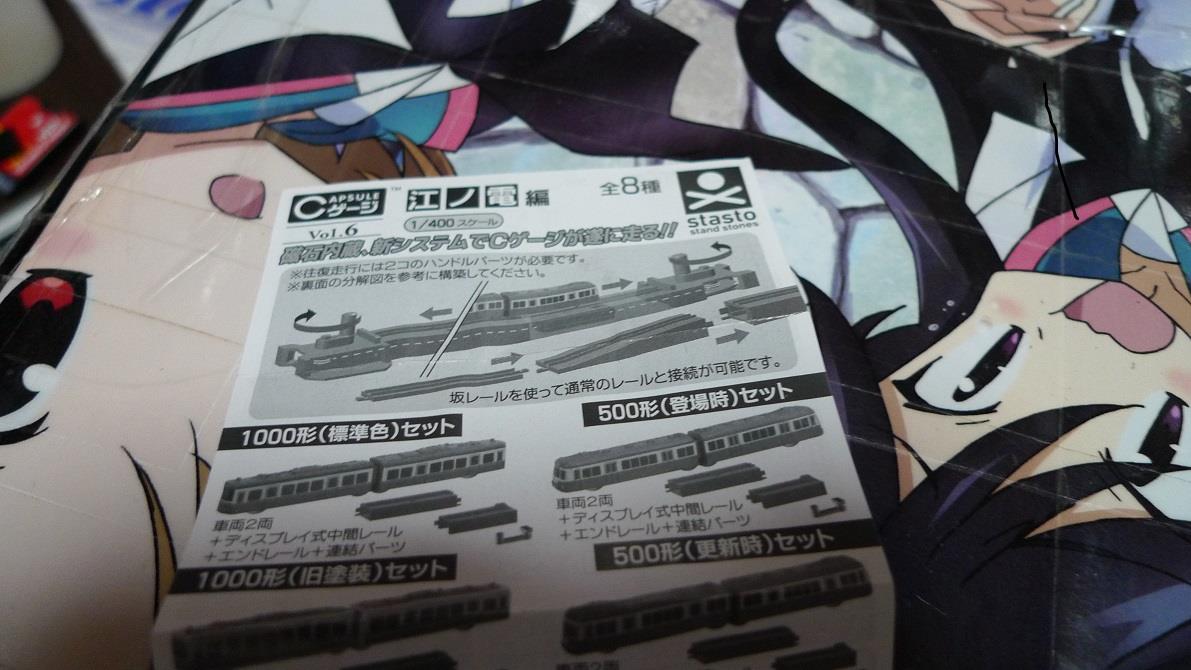 CAPSULE ゲージ™
Vol.6
江ノ電編
全8種
1/400 スケール
stasto
stand stones
磁石内蔵、新システムでCゲージが遂に走る!!
※往復走行には2コのハンドルパーツが必要です。
※裏面の分解図を参考に構築してください。
坂レールを使って通常のレールと接続が可能です。
1000形(標準色)セット
車両2両
+ディスプレイ式中間レール
+エンドレール+連結パーツ
500形(登場時)セット
車両2両
+ディスプレイ式中間レール
+エンドレール+連結パーツ
1000形(旧塗装)セット
500形(更新時)セット
車両2両